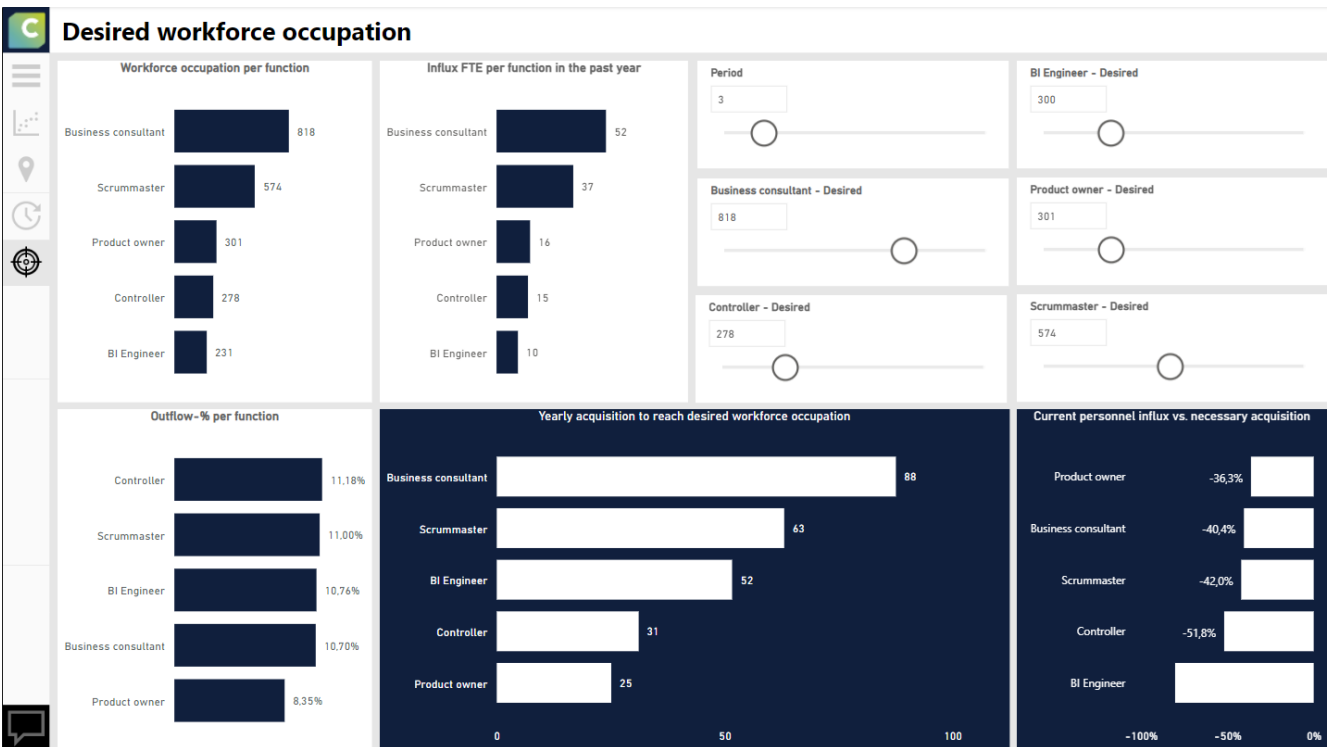 Desired workforce occupation
Workforce occupation per function
Business consultant 818
Scrummaster 574
Product owner 301
Controller 278
BI Engineer 231
Influx FTE per function in the past year
Business consultant 52
Scrummaster 37
Product owner 16
Controller 15
BI Engineer 10
Period
3
BI Engineer - Desired
300
Business consultant - Desired
818
Product owner - Desired
301
Controller - Desired
278
Scrummaster - Desired
574
Outflow-% per function
Controller 11,18%
Scrummaster 11,00%
BI Engineer 10,76%
Business consultant 10,70%
Product owner 8,35%
Yearly acquisition to reach desired workforce occupation
Business consultant 88
Scrummaster 63
BI Engineer 52
Controller 31
Product owner 25
0 50 100
Current personnel influx vs. necessary acquisition
Product owner -36,3%
Business consultant -40,4%
Scrummaster -42,0%
Controller -51,8%
BI Engineer
-100% -50% 0%